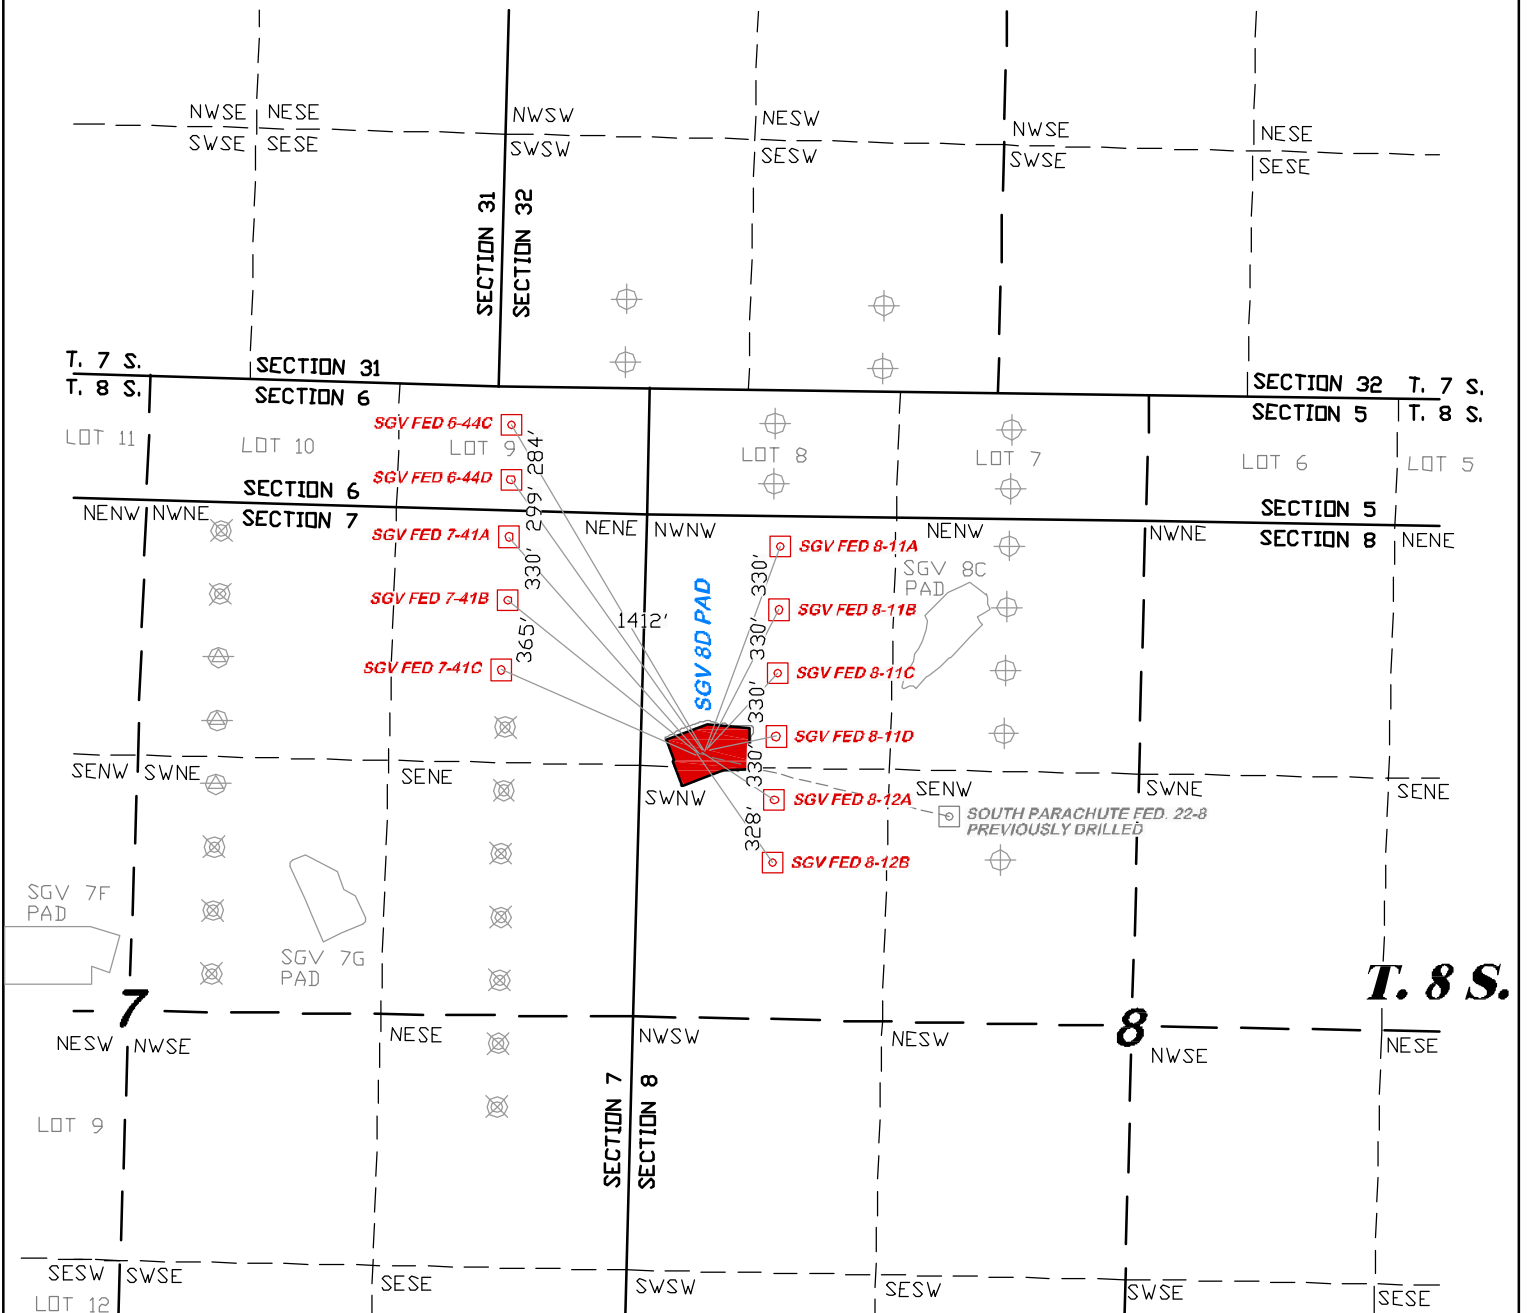 NWSE NESE
NWSW
NESW
NWSE
NESE
SWSE SESE
SWSW
SESW
SWSE
SESE
SECTION 31
SECTION 32
T. 7 S.
SECTION 31
SECTION 32
T. 7 S.
T. 8 S.
SECTION 6
SECTION 5
T. 8 S.
LOT 11
LOT 10
SGV FED 6-44C
LOT 9
284'
LOT 8
LOT 7
LOT 6
LOT 5
SGV FED 6-44D
SECTION 6
299'
SECTION 5
NENW NWNE
SECTION 7
NENE NWNW
NENW
NWNE
SECTION 8
NENE
SGV FED 7-41A
330'
SGV FED 8-11A
330'
SGV 8C
PAD
SGV FED 7-41B
365'
1412'
SGV 8D PAD
SGV FED 8-11B
330'
SGV FED 7-41C
SGV FED 8-11C
330'
SGV FED 8-11D
330'
SENW SWNE
SENE
SWNW
SENW
SWNE
SENE
SGV FED 8-12A
328'
SOUTH PARACHUTE FED. 22-8
PREVIOUSLY DRILLED
SGV FED 8-12B
SGV 7F
PAD
SGV 7G
PAD
T. 8 S.
7
8
NESW NWSE
NESE
NWSW
NESW
NWSE
NESE
SECTION 7
SECTION 8
LOT 9
SESW SWSE
SESE
SWSW
SESW
SWSE
SESE
LOT 12